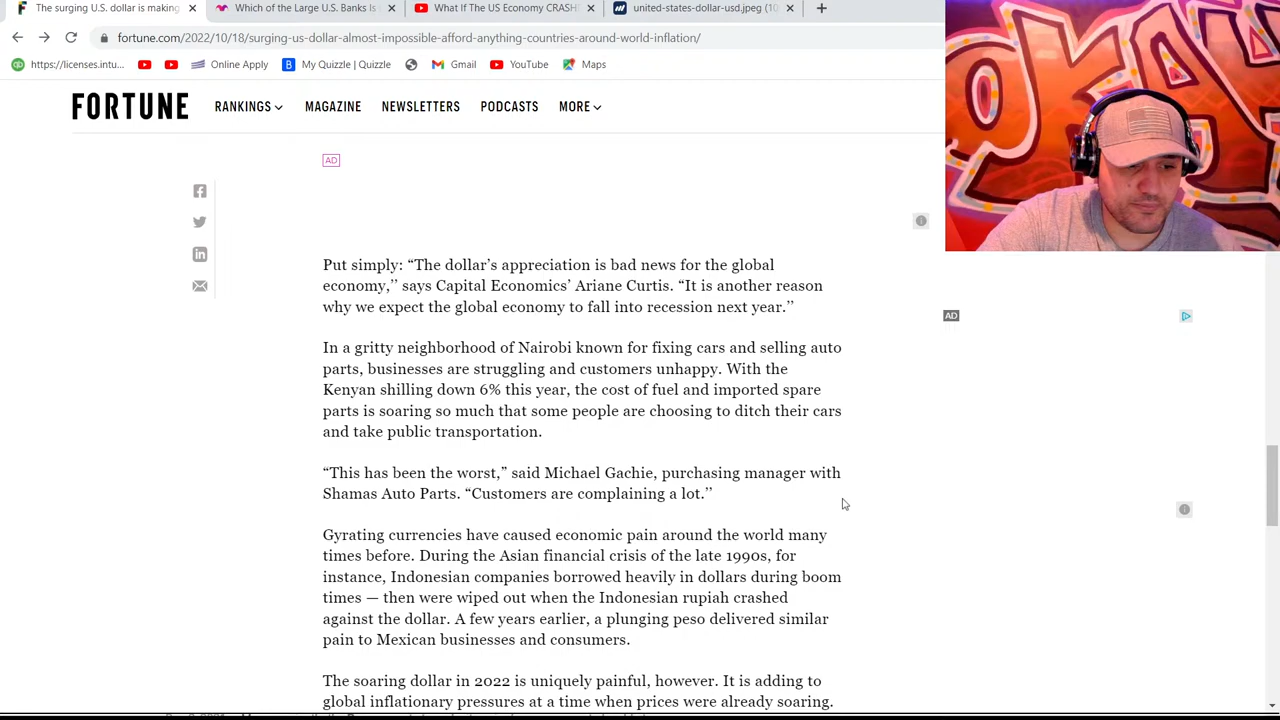 The surging U.S. dollar is making
Which of the Large U.S. Banks Is
What If The US Economy CRASHE
united-states-dollar-usd.jpeg (10
fortune.com/2022/10/18/surging-us-dollar-almost-impossible-afford-anything-countries-around-world-inflation/
https://licenses.intu...
Online Apply
My Quizzle | Quizzle
Gmail
YouTube
Maps
FORTUNE
RANKINGS
MAGAZINE
NEWSLETTERS
PODCASTS
MORE
AD
Put simply: “The dollar’s appreciation is bad news for the global
economy,’’ says Capital Economics’ Ariane Curtis. “It is another reason
why we expect the global economy to fall into recession next year.’’
AD
In a gritty neighborhood of Nairobi known for fixing cars and selling auto
parts, businesses are struggling and customers unhappy. With the
Kenyan shilling down 6% this year, the cost of fuel and imported spare
parts is soaring so much that some people are choosing to ditch their cars
and take public transportation.
“This has been the worst,” said Michael Gachie, purchasing manager with
Shamas Auto Parts. “Customers are complaining a lot.’’
Gyrating currencies have caused economic pain around the world many
times before. During the Asian financial crisis of the late 1990s, for
instance, Indonesian companies borrowed heavily in dollars during boom
times — then were wiped out when the Indonesian rupiah crashed
against the dollar. A few years earlier, a plunging peso delivered similar
pain to Mexican businesses and consumers.
The soaring dollar in 2022 is uniquely painful, however. It is adding to
global inflationary pressures at a time when prices were already soaring.